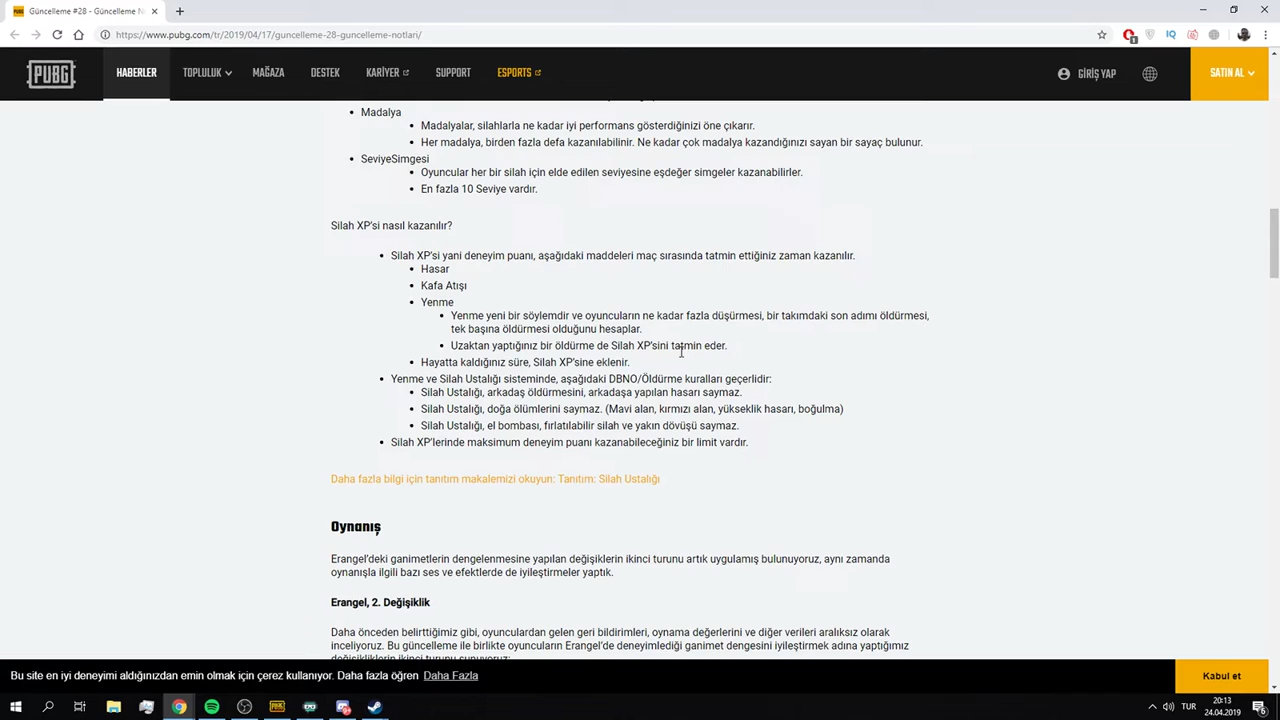 Güncelleme #28 - Güncelleme N
https://www.pubg.com/tr/2019/04/17/guncelleme-28-guncelleme-notlari/
PUBG
HABERLER
TOPLULUK
MAĞAZA
DESTEK
KARİYER
SUPPORT
ESPORTS
GİRİŞ YAP
SATIN AL
Madalya
Madalyalar, silahlarla ne kadar iyi performans gösterdiğinizi öne çıkarır.
Her madalya, birden fazla defa kazanılabilinir. Ne kadar çok madalya kazandığınızı sayan bir sayaç bulunur.
SeviyeSimgesi
Oyuncular her bir silah için elde edilen seviyesine eşdeğer simgeler kazanabilirler.
En fazla 10 Seviye vardır.
Silah XP'si nasıl kazanılır?
Silah XP'si yani deneyim puanı, aşağıdaki maddeleri maç sırasında tatmin ettiğiniz zaman kazanılır.
Hasar
Kafa Atışı
Yenme
Yenme yeni bir söylemdir ve oyuncuların ne kadar fazla düşürmesi, bir takımdaki son adımı öldürmesi,
tek başına öldürmesi olduğunu hesaplar.
Uzaktan yaptığınız bir öldürme de Silah XP'sini tatmin eder.
Hayatta kaldığınız süre, Silah XP'sine eklenir.
Yenme ve Silah Ustalığı sisteminde, aşağıdaki DBNO/Öldürme kuralları geçerlidir:
Silah Ustalığı, arkadaş öldürmesini, arkadaşa yapılan hasarı saymaz.
Silah Ustalığı, doğa ölümlerini saymaz. (Mavi alan, kırmızı alan, yükseklik hasarı, boğulma)
Silah Ustalığı, el bombası, fırlatılabilir silah ve yakın dövüşü saymaz.
Silah XP'lerinde maksimum deneyim puanı kazanabileceğiniz bir limit vardır.
Daha fazla bilgi için tanıtım makalemizi okuyun: Tanıtım: Silah Ustalığı
Oynanış
Erangel'deki ganimetlerin dengelenmesine yapılan değişiklerin ikinci turunu artık uygulamış bulunuyoruz, aynı zamanda
oynanışla ilgili bazı ses ve efektlerde de iyileştirmeler yaptık.
Erangel, 2. Değişiklik
Daha önceden belirttiğimiz gibi, oyunculardan gelen geri bildirimleri, oynama değerlerini ve diğer verileri aralıksız olarak
inceliyoruz. Bu güncelleme ile birlikte oyuncuların Erangel'de deneyimlediği ganimet dengesini iyileştirmek adına yaptığımız
değişikliklerin ikinci turunu sunuyoruz:
Bu site en iyi deneyimi aldığınızdan emin olmak için çerez kullanıyor. Daha fazla öğren Daha Fazla
Kabul et
TUR
20:13
24.04.2019